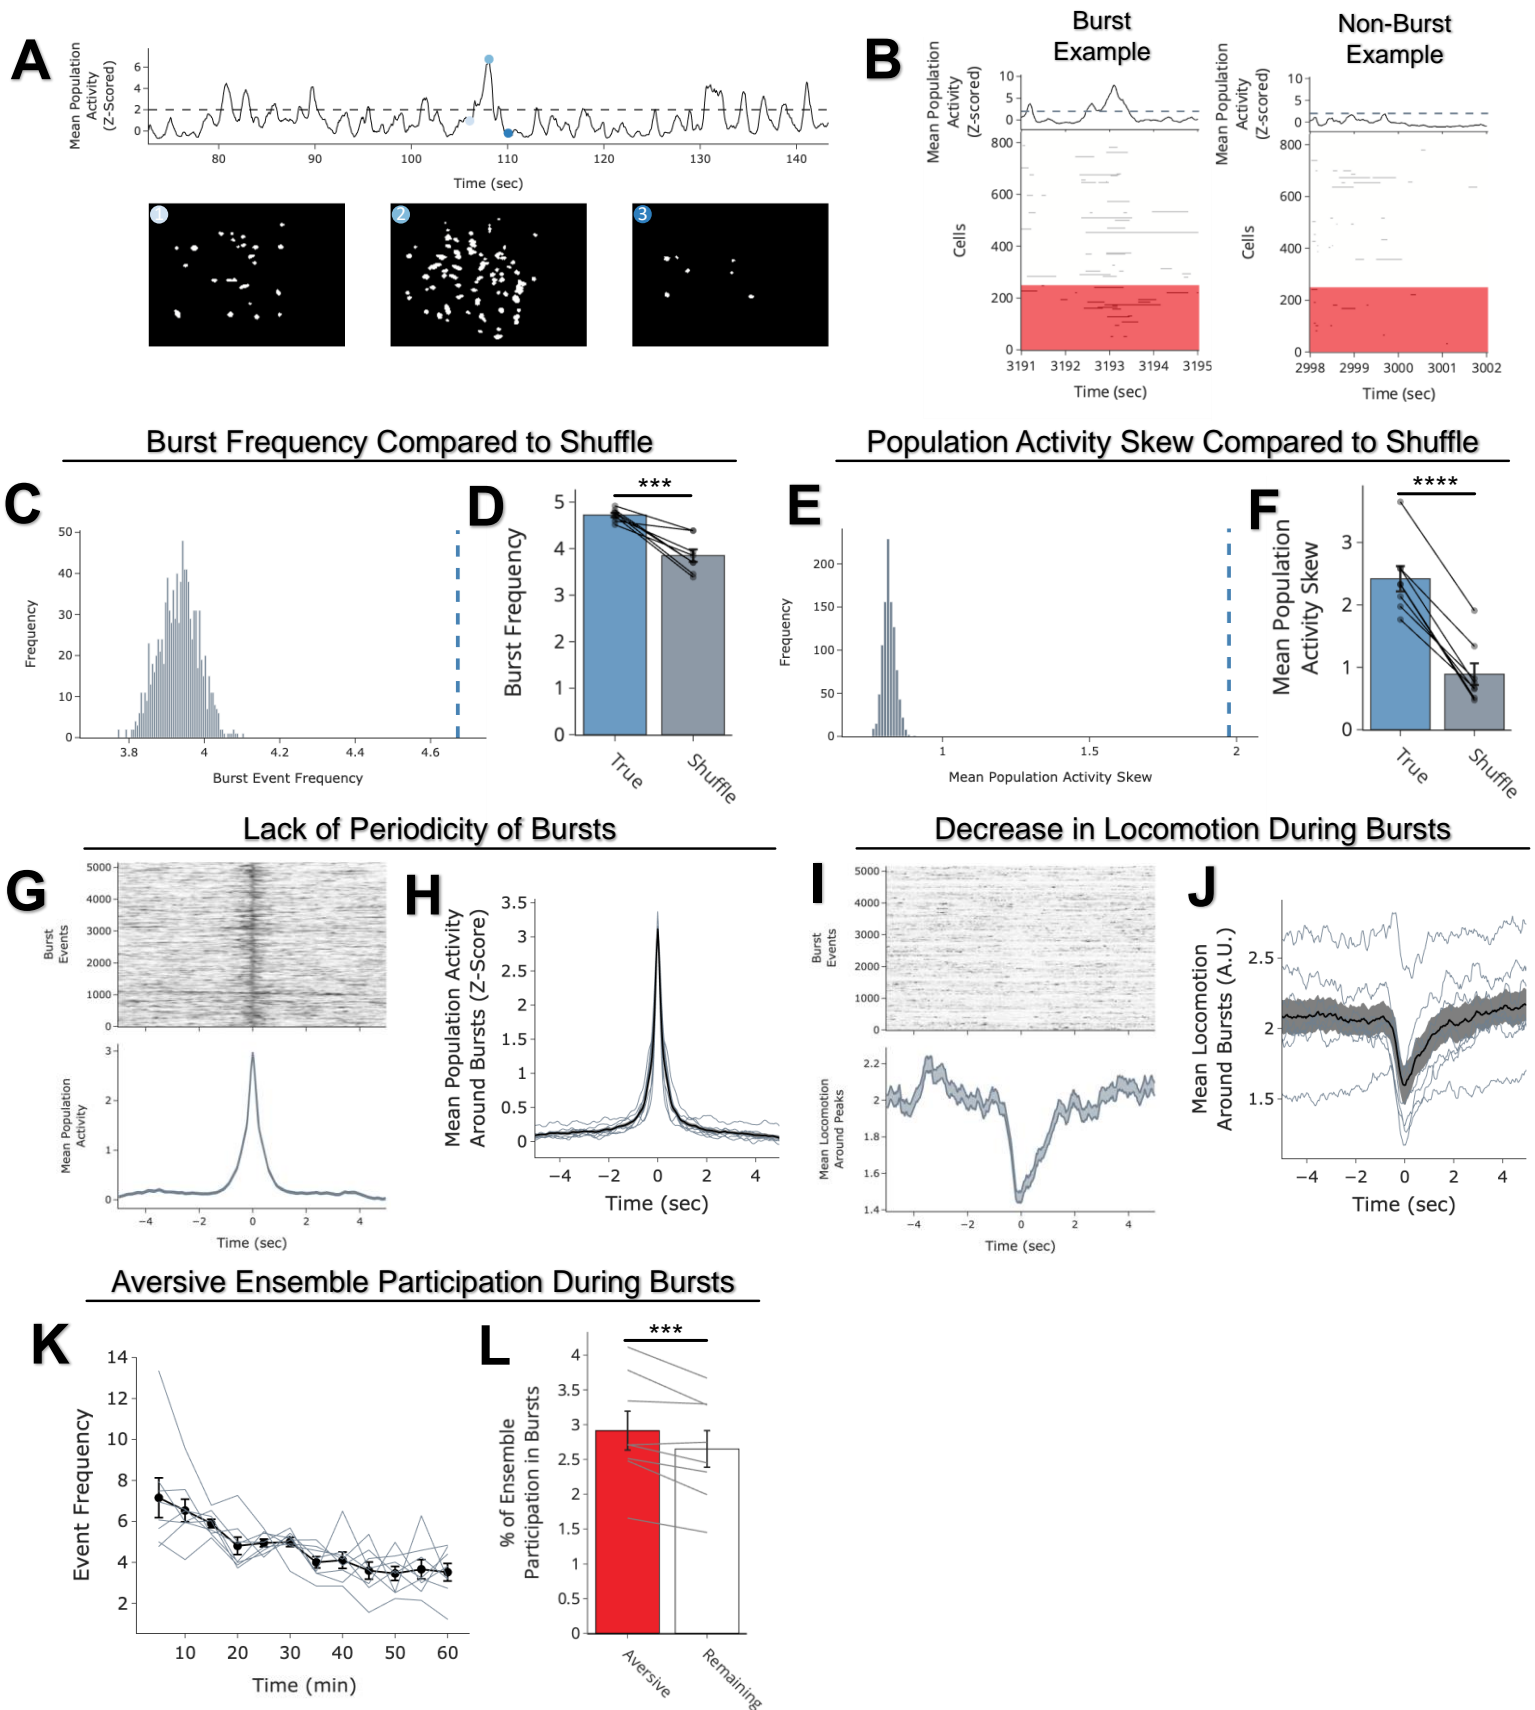 A
Mean Population
Activity
(Z-Scored)
6
4
2
0
80
90
100
110
120
130
140
Time (sec)
1
2
3
B
Burst
Example
Mean Population
Activity
(Z-scored)
10
5
0
Cells
800
600
400
200
0
3191
3192
3193
3194
3195
Time (sec)
Non-Burst
Example
Mean Population
Activity
(Z-scored)
10
5
0
Cells
800
600
400
200
0
2998
2999
3000
3001
3002
Time (sec)
Burst Frequency Compared to Shuffle
C
Frequency
50
40
30
20
10
0
3.8
4
4.2
4.4
4.6
Burst Event Frequency
D
***
Burst Frequency
5
4
3
2
1
0
True
Shuffle
Population Activity Skew Compared to Shuffle
E
Frequency
200
150
100
50
0
1
1.5
2
Mean Population Activity Skew
F
****
Mean Population
Activity Skew
3
2
1
0
True
Shuffle
Lack of Periodicity of Bursts
G
Burst
Events
5000
4000
3000
2000
1000
0
Mean Population
Activity
3
2
1
0
−4
−2
0
2
4
Time (sec)
H
Mean Population Activity
Around Bursts (Z-Score)
3.5
3
2.5
2
1.5
1
0.5
0
−4
−2
0
2
4
Time (sec)
Decrease in Locomotion During Bursts
I
Burst
Events
5000
4000
3000
2000
1000
0
Mean Locomotion
Around Peaks
2.2
2
1.8
1.6
1.4
−4
−2
0
2
4
Time (sec)
J
Mean Locomotion
Around Bursts (A.U.)
2.5
2
1.5
−4
−2
0
2
4
Time (sec)
Aversive Ensemble Participation During Bursts
K
Event Frequency
14
12
10
8
6
4
2
10
20
30
40
50
60
Time (min)
L
***
% of Ensemble
Participation in Bursts
4
3.5
3
2.5
2
1.5
1
0.5
0
Aversive
Remaining